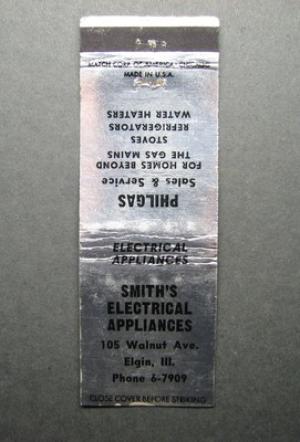 MATCH CORP. OF AMERICA, CHICAGO
MADE IN U.S.A.
PHILGAS
Sales & Service
FOR HOMES BEYOND
THE GAS MAINS
STOVES
REFRIGERATORS
WATER HEATERS
ELECTRICAL
APPLIANCES
SMITH'S
ELECTRICAL
APPLIANCES
105 Walnut Ave.
Elgin, Ill.
Phone 6-7909
CLOSE COVER BEFORE STRIKING